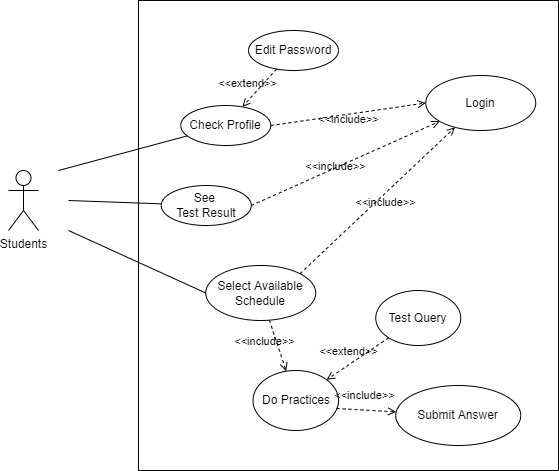 Edit Password
<<extend>>
Login
Check Profile
<<include>>
<<include>>
See
Test Result
<<include>>
Students
Select Available
Schedule
Test Query
<<include>>
<<extend>>
Do Practices
<<include>>
Submit Answer